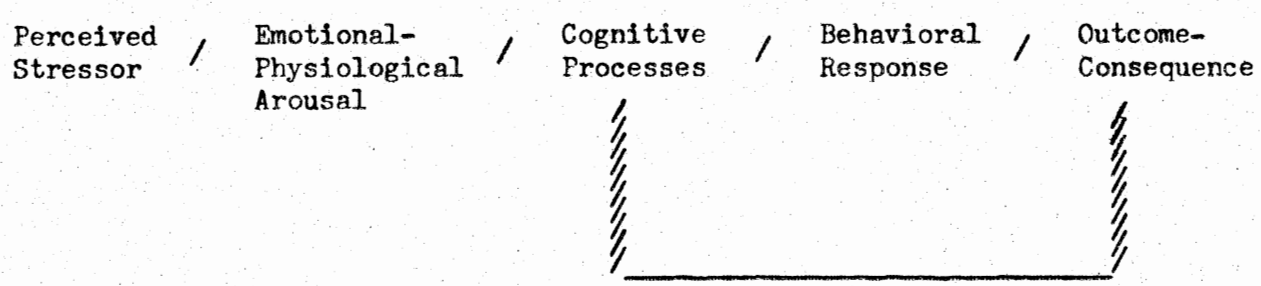 Perceived / Emotional- / Cognitive / Behavioral / Outcome-
Stressor Physiological Processes Response Consequence
Arousal